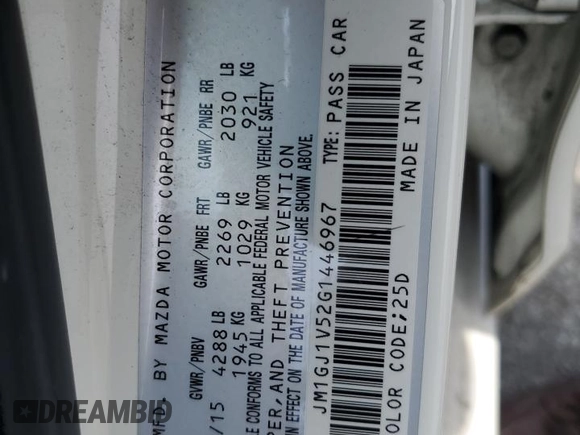 MFD. BY MAZDA MOTOR CORPORATION
GVWR/PNBV GAWR/PNBE FRT GAWR/PNBE RR
/15 4288 LB 2269 LB 2030 LB
1945 KG 1029 KG 921 KG
CONFORMS TO ALL APPLICABLE FEDERAL MOTOR VEHICLE SAFETY
PER, AND THEFT PREVENTION
IN EFFECT ON THE DATE OF MANUFACTURE SHOWN ABOVE.
JM1GJ1V52G1446967 TYPE: PASS CAR
OLOR CODE;25D MADE IN JAPAN
DREAMBID
dreambid.com